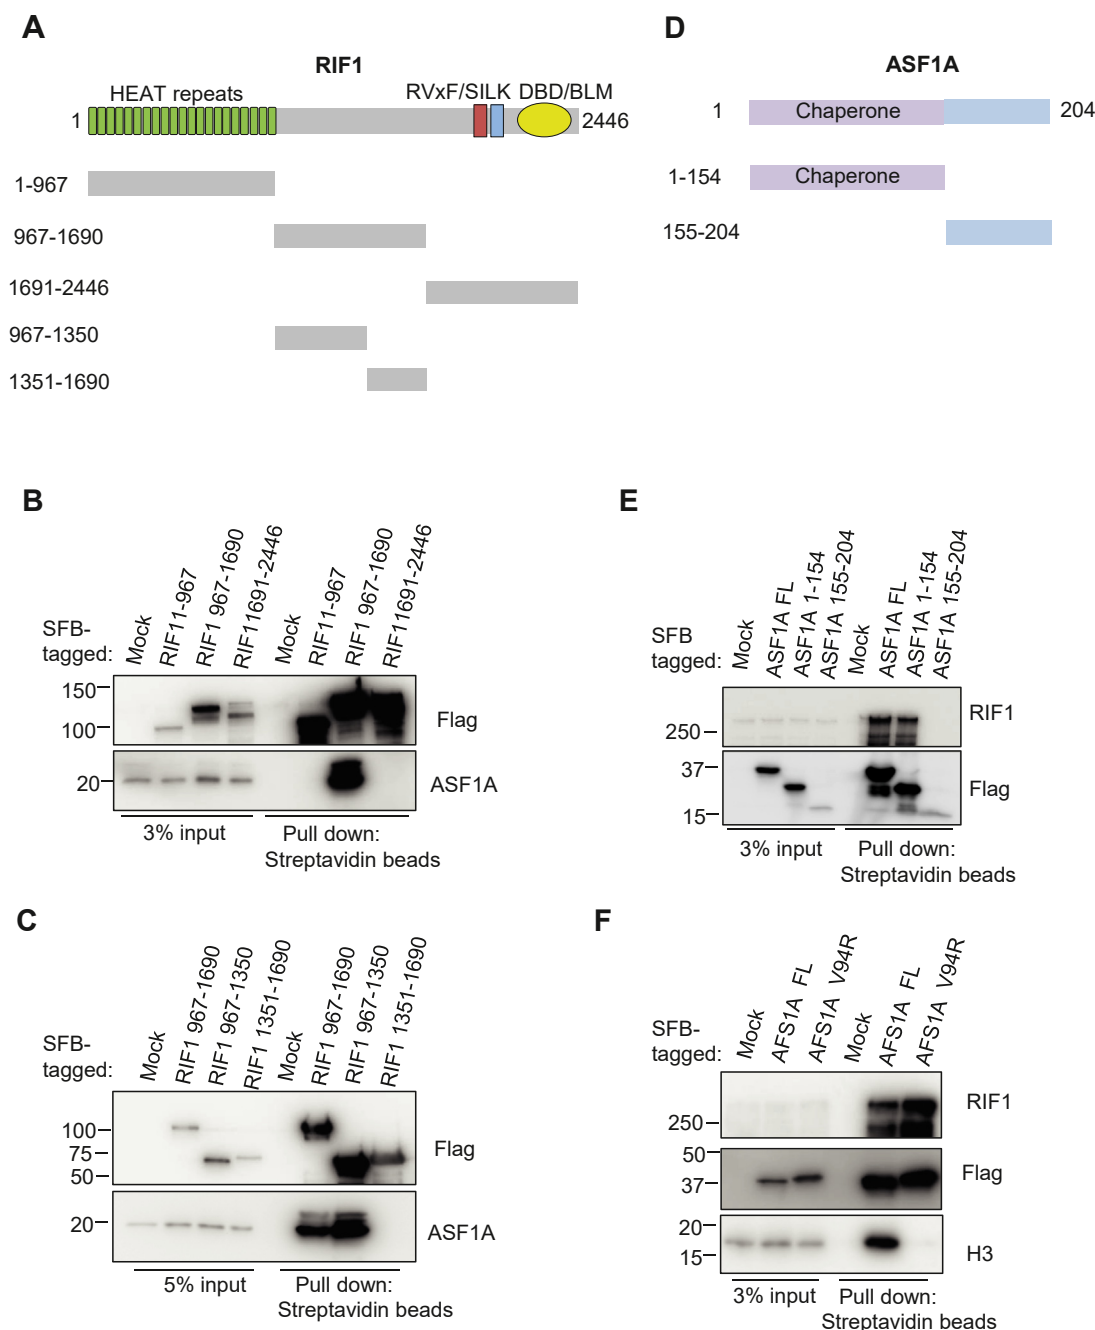 A
RIF1
HEAT repeats
RVxF/SILK DBD/BLM
1
2446
1-967
967-1690
1691-2446
967-1350
1351-1690
D
ASF1A
1
Chaperone
204
1-154
Chaperone
155-204
B
SFB-
tagged:
Mock
RIF11-967
RIF1 967-1690
RIF11691-2446
Mock
RIF11-967
RIF1 967-1690
RIF11691-2446
150
100
Flag
20
ASF1A
3% input
Pull down:
Streptavidin beads
E
SFB
tagged:
Mock
ASF1A FL
ASF1A 1-154
ASF1A 155-204
Mock
ASF1A FL
ASF1A 1-154
ASF1A 155-204
250
RIF1
37
15
Flag
3% input
Pull down:
Streptavidin beads
C
SFB-
tagged:
Mock
RIF1 967-1690
RIF1 967-1350
RIF1 1351-1690
Mock
RIF1 967-1690
RIF1 967-1350
RIF1 1351-1690
100
75
50
Flag
20
ASF1A
5% input
Pull down:
Streptavidin beads
F
SFB-
tagged:
Mock
AFS1A FL
AFS1A V94R
Mock
AFS1A FL
AFS1A V94R
250
RIF1
50
37
Flag
20
15
H3
3% input
Pull down:
Streptavidin beads